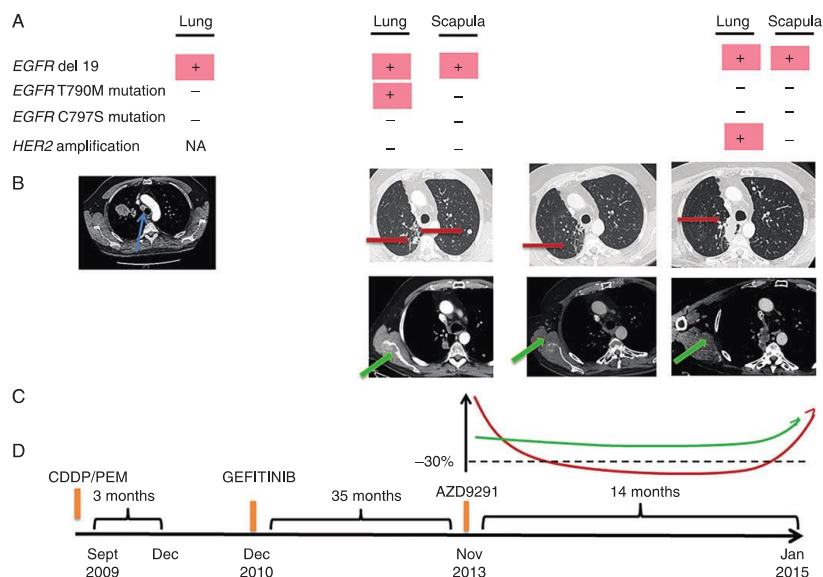 A
Lung Lung Scapula Lung Scapula
EGFR del 19 + + + + +
EGFR T790M mutation – + – – –
EGFR C797S mutation – – – – –
HER2 amplification NA – – + –
B
C
–30%
D
CDDP/PEM GEFITINIB AZD9291
3 months 35 months 14 months
Sept Dec Dec Nov Jan
2009 2010 2013 2015